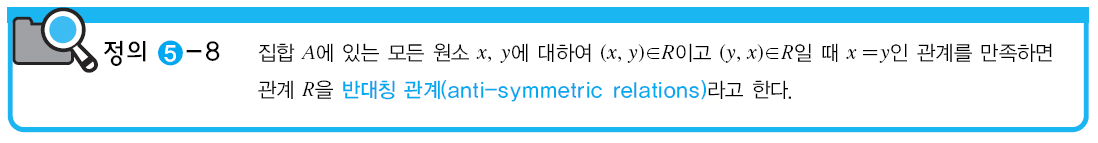 정의 5-8 집합 A에 있는 모든 원소 x, y에 대하여 (x, y)∈R이고 (y, x)∈R일 때 x=y인 관계를 만족하면
관계 R을 반대칭 관계(anti-symmetric relations)라고 한다.